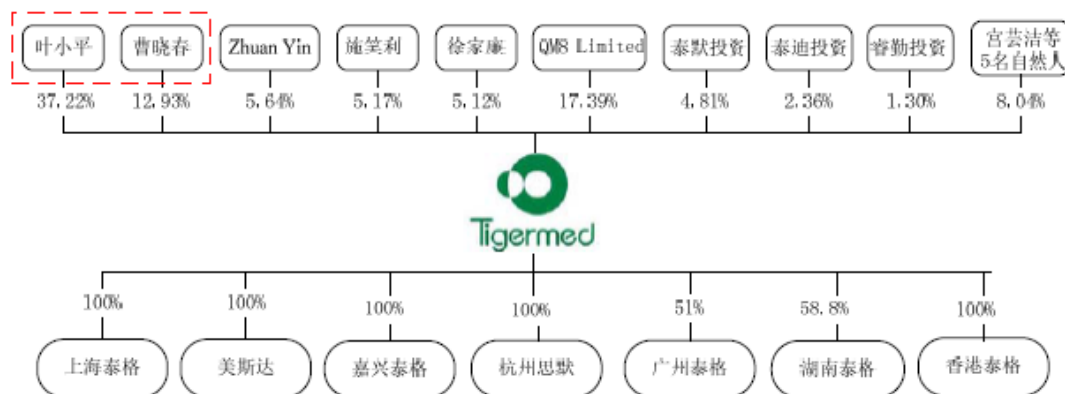 叶小平
曹晓春
Zhuan Yin
施笑利
徐家廉
QM8 Limited
泰默投资
泰迪投资
睿勤投资
宫芸洁等
5名自然人
37.22%
12.93%
5.64%
5.17%
5.12%
17.39%
4.81%
2.36%
1.30%
8.04%
Tigermed
100%
100%
100%
100%
51%
58.8%
100%
上海泰格
美斯达
嘉兴泰格
杭州思默
广州泰格
湖南泰格
香港泰格